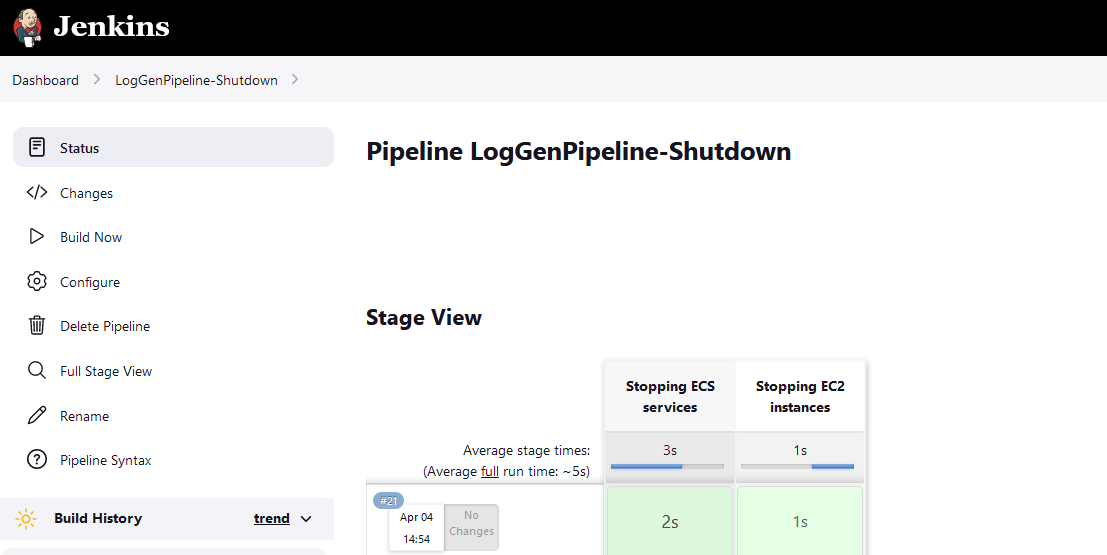 Jenkins
Dashboard
LogGenPipeline-Shutdown
Status
Changes
Build Now
Configure
Delete Pipeline
Full Stage View
Rename
Pipeline Syntax
Build History
trend
Pipeline LogGenPipeline-Shutdown
Stage View
Stopping ECS
services
Stopping EC2
instances
Average stage times:
(Average full run time: ~5s)
3s
1s
#21
Apr 04
14:54
No
Changes
2s
1s